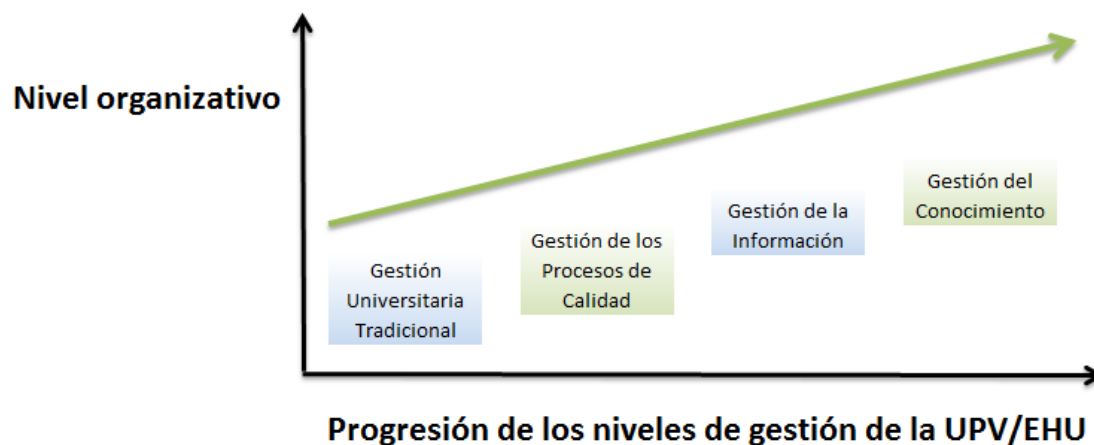 Nivel organizativo
Gestión
Universitaria
Tradicional
Gestión de los
Procesos de
Calidad
Gestión de la
Información
Gestión del
Conocimiento
Progresión de los niveles de gestión de la UPV/EHU